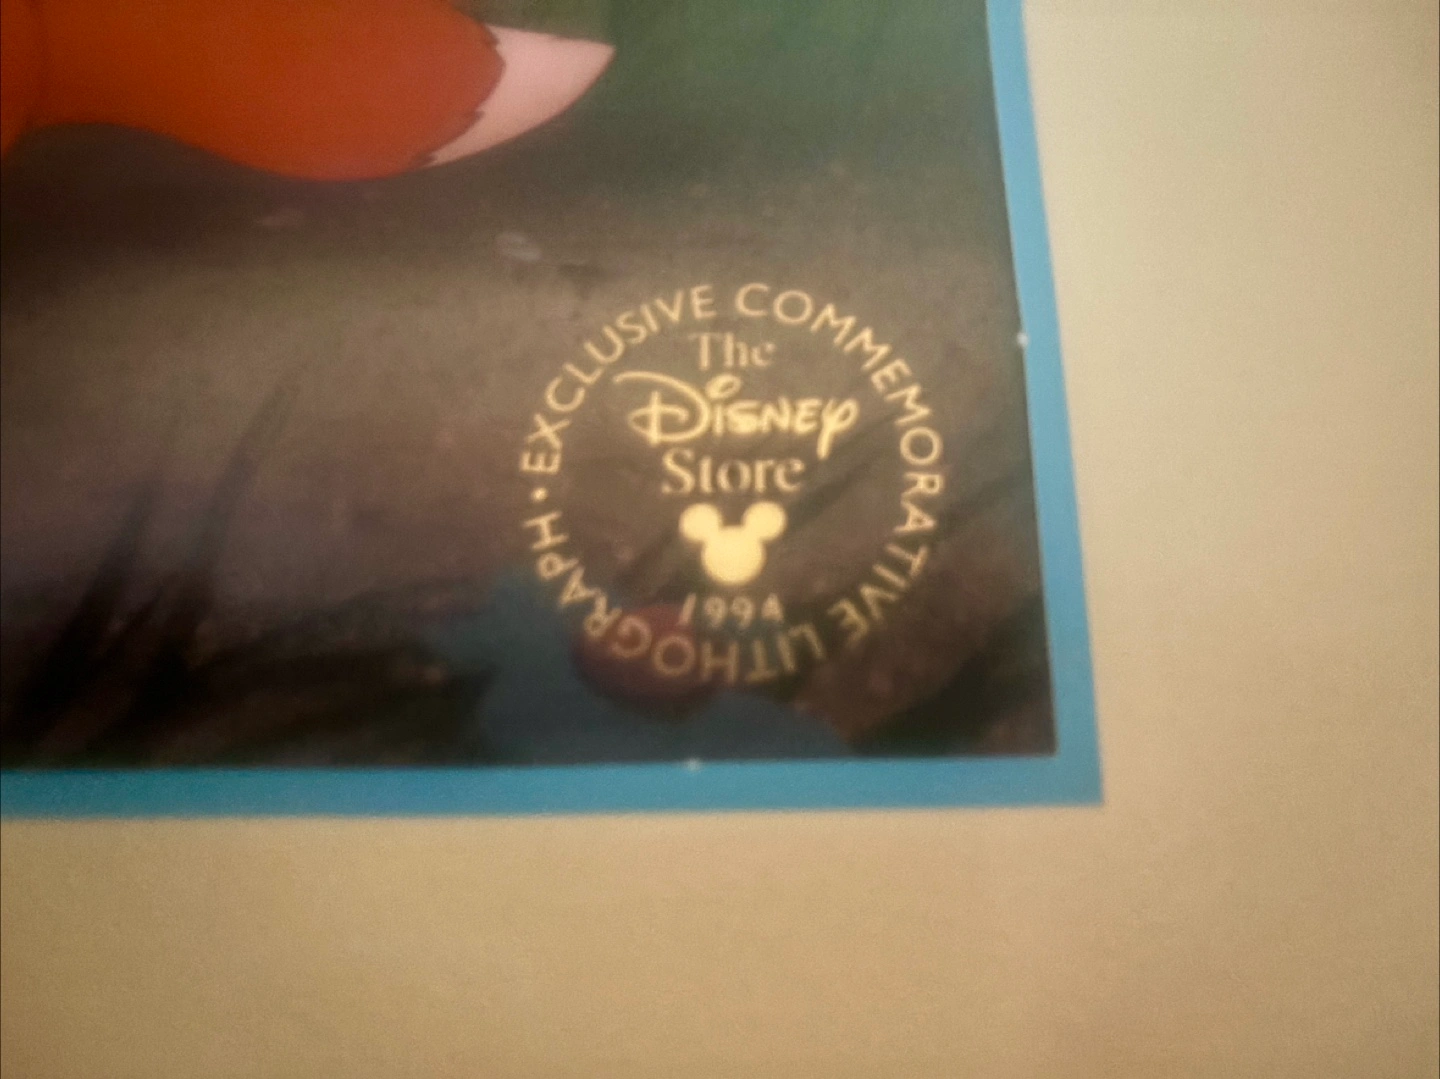 EXCLUSIVE COMMEMORATIVE LITHOGRAPH •
The
Disney
Store
1994